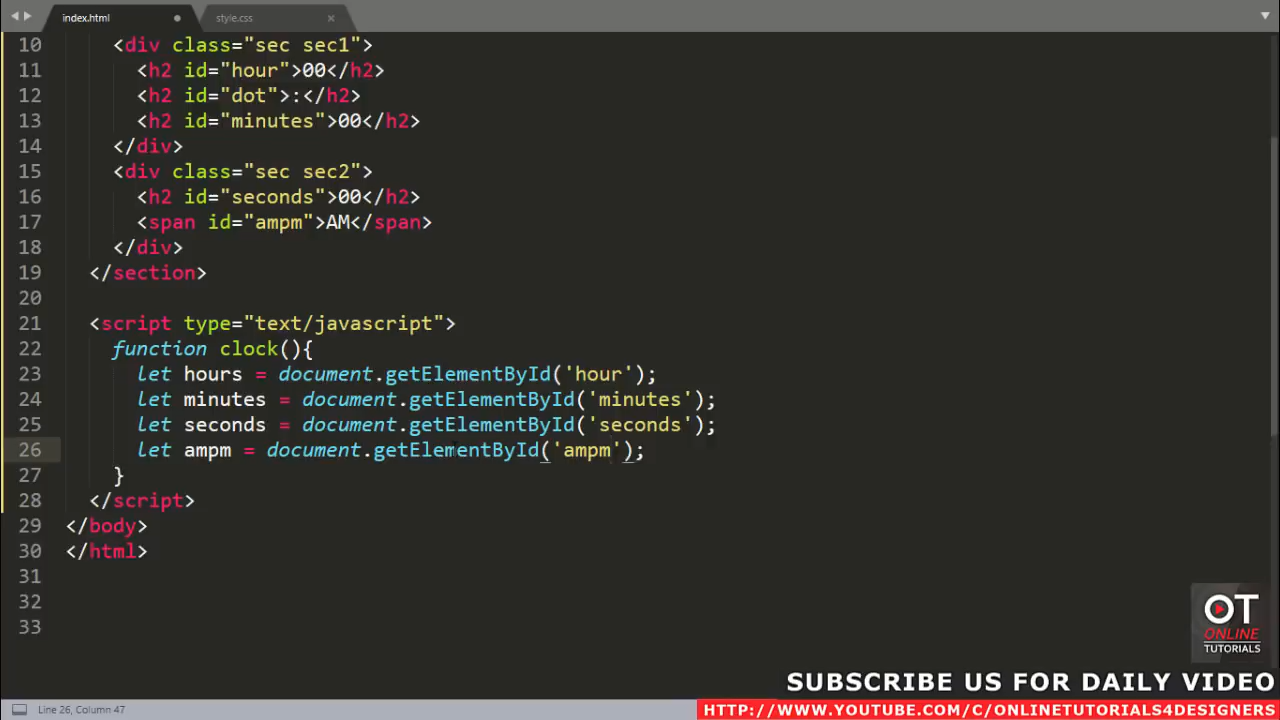 index.html
style.css
10 <div class="sec sec1">
11 <h2 id="hour">00</h2>
12 <h2 id="dot">:</h2>
13 <h2 id="minutes">00</h2>
14 </div>
15 <div class="sec sec2">
16 <h2 id="seconds">00</h2>
17 <span id="ampm">AM</span>
18 </div>
19 </section>
20
21 <script type="text/javascript">
22 function clock(){
23 let hours = document.getElementById('hour');
24 let minutes = document.getElementById('minutes');
25 let seconds = document.getElementById('seconds');
26 let ampm = document.getElementById('ampm');
27 }
28 </script>
29 </body>
30 </html>
31
32
33
OT
ONLINE
TUTORIALS
SUBSCRIBE US FOR DAILY VIDEO
Line 26, Column 47
HTTP://WWW.YOUTUBE.COM/C/ONLINETUTORIALS4DESIGNERS